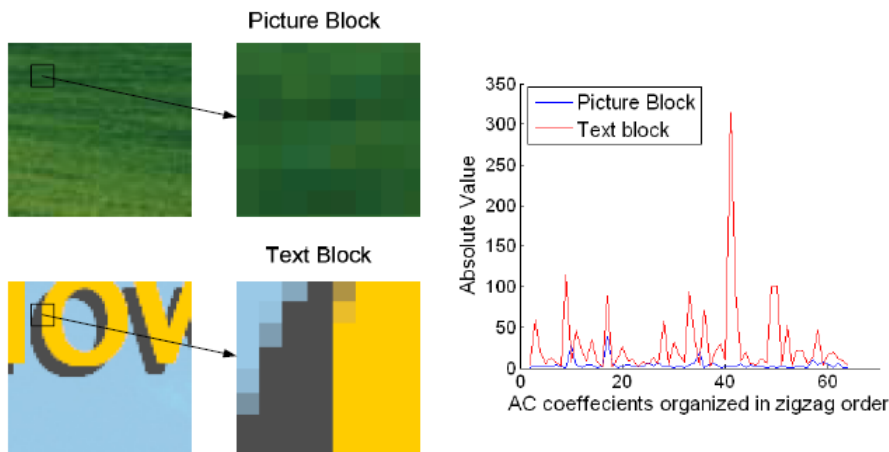 Picture Block
Text Block
OW
350
300
250
200
150
100
50
0
Absolute Value
Picture Block
Text block
0
20
40
60
AC coeffecients organized in zigzag order